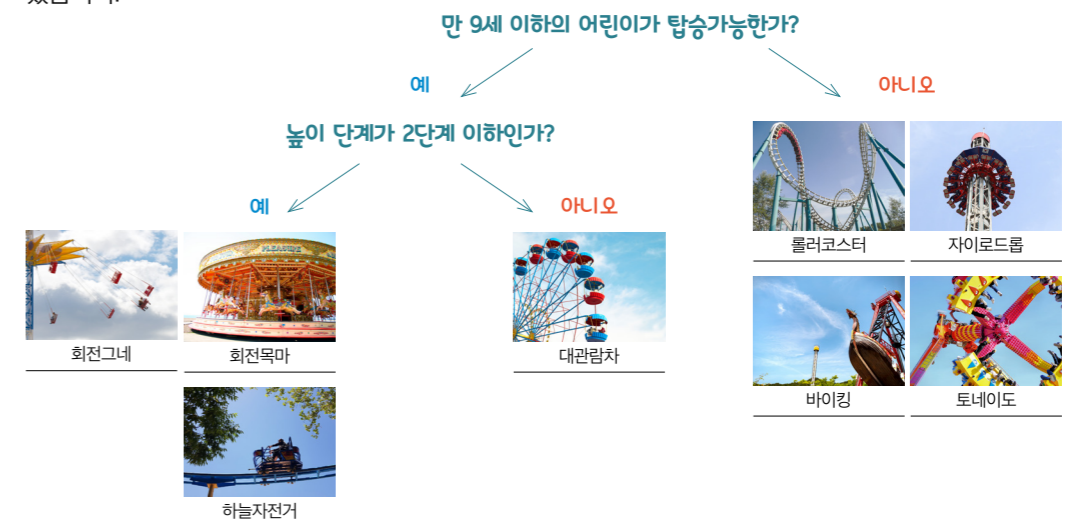 만 9세 이하의 어린이가 탑승가능한가?
예
아니오
높이 단계가 2단계 이하인가?
예
아니오
PLEASURE
롤러코스터
자이로드롭
회전그네
회전목마
대관람차
바이킹
토네이도
하늘자전거